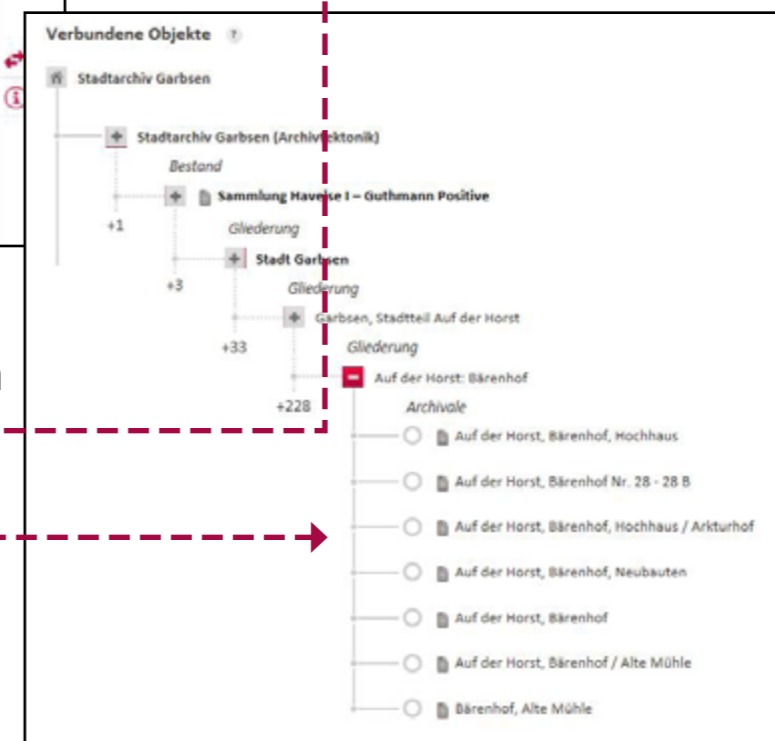 Verbundene Objekte ?
Stadtarchiv Garbsen
Stadtarchiv Garbsen (Archivtektonik)
Bestand
Sammlung Havelse I – Guthmann Positive
+1
Gliederung
Stadt Garbsen
+3
Gliederung
Garbsen, Stadtteil Auf der Horst
+33
Gliederung
Auf der Horst: Bärenhof
+228
Archivale
Auf der Horst, Bärenhof, Hochhaus
Auf der Horst, Bärenhof Nr. 28 - 28 B
Auf der Horst, Bärenhof, Hochhaus / Arkturhof
Auf der Horst, Bärenhof, Neubauten
Auf der Horst, Bärenhof
Auf der Horst, Bärenhof / Alte Mühle
Bärenhof, Alte Mühle